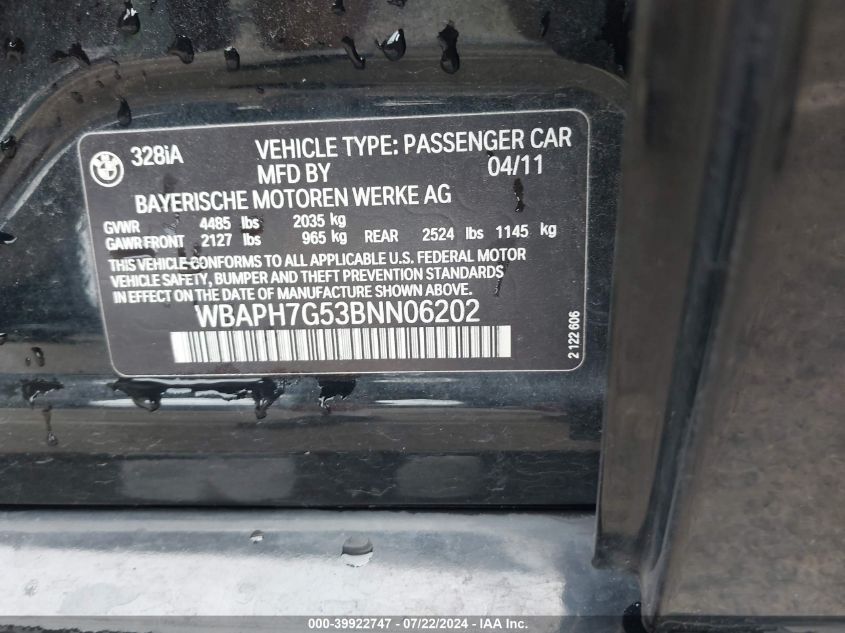 328iA VEHICLE TYPE: PASSENGER CAR
MFD BY 04/11
BAYERISCHE MOTOREN WERKE AG
GVWR 4485 lbs 2035 kg
GAWR FRONT 2127 lbs 965 kg REAR 2524 lbs 1145 kg
THIS VEHICLE CONFORMS TO ALL APPLICABLE U.S. FEDERAL MOTOR
VEHICLE SAFETY, BUMPER AND THEFT PREVENTION STANDARDS
IN EFFECT ON THE DATE OF MANUFACTURE SHOWN ABOVE.
WBAPH7G53BNN06202
2 122 606
000-39922747 - 07/22/2024 - IAA Inc.